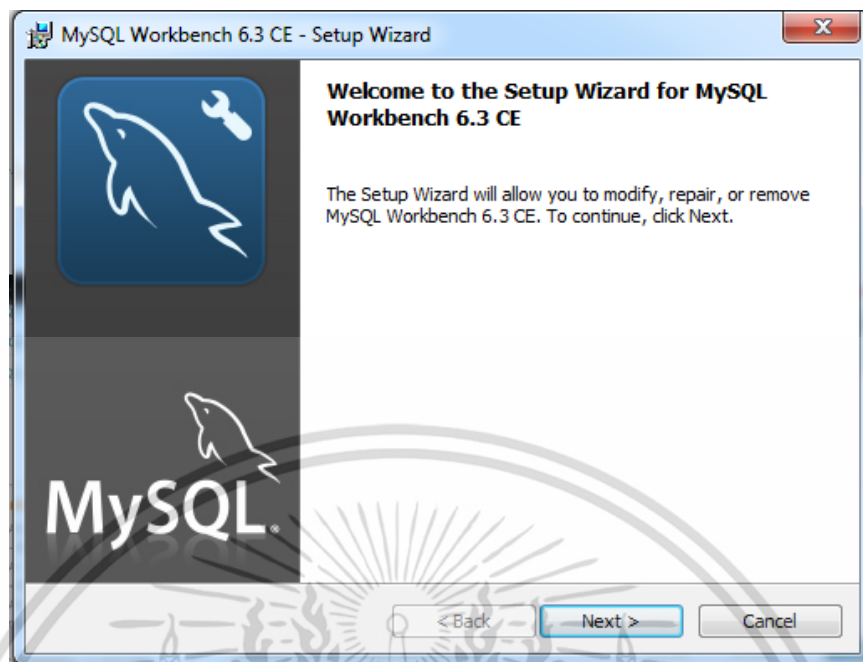 MySQL Workbench 6.3 CE - Setup Wizard
Welcome to the Setup Wizard for MySQL
Workbench 6.3 CE
The Setup Wizard will allow you to modify, repair, or remove
MySQL Workbench 6.3 CE. To continue, click Next.
MySQL®
< Back Next > Cancel